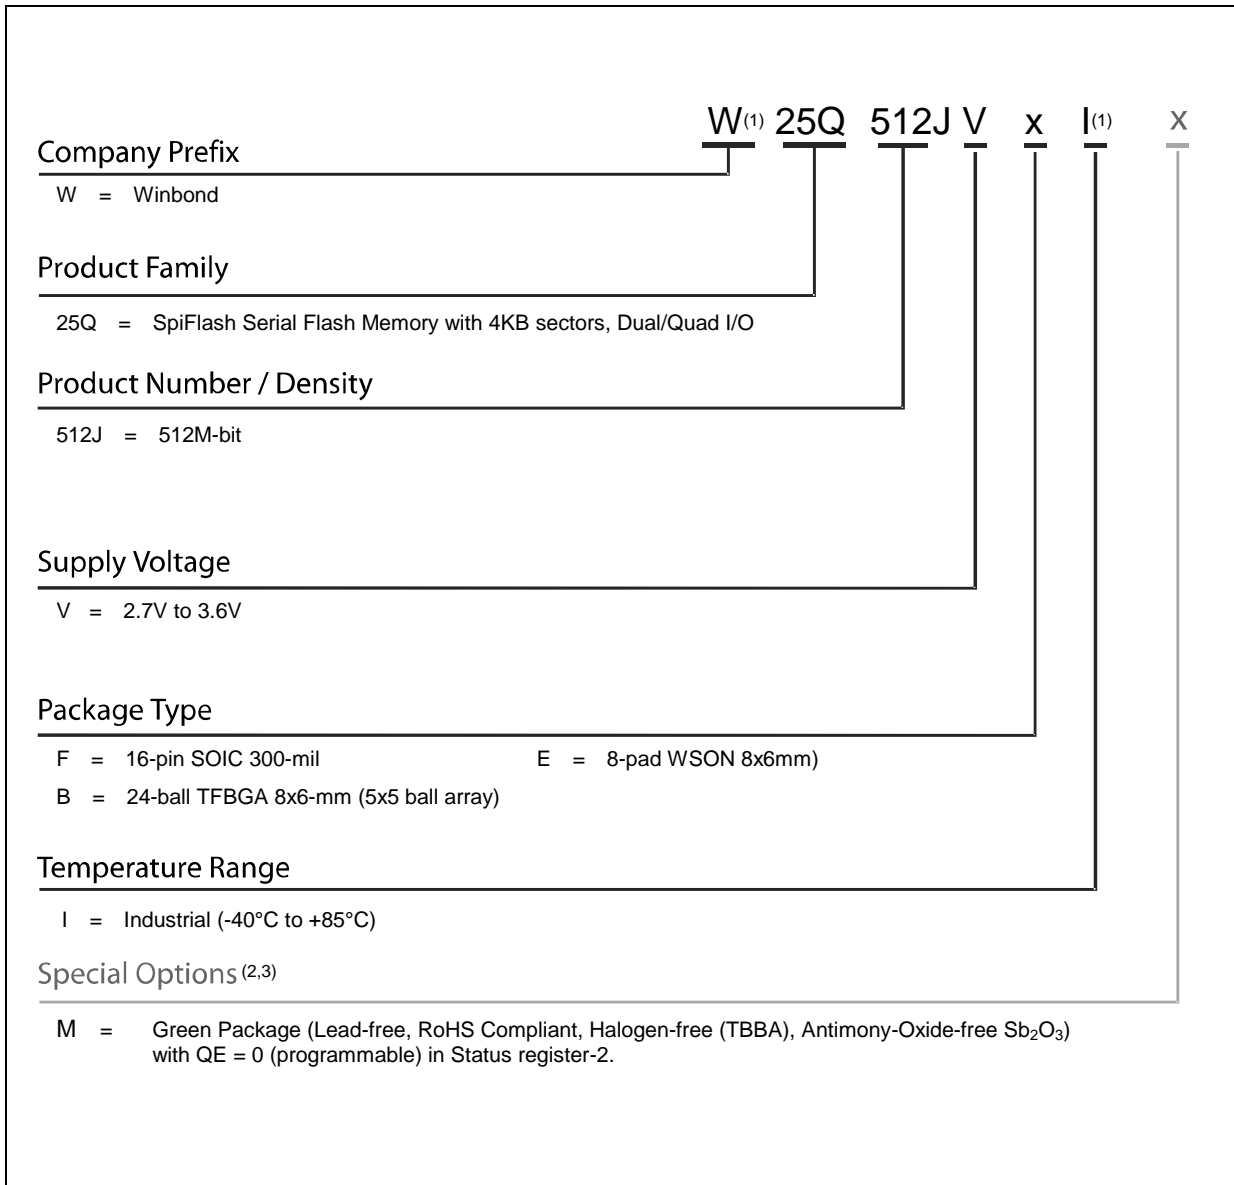 W(1) 25Q 512J V x I(1) x
Company Prefix
W = Winbond
Product Family
25Q = SpiFlash Serial Flash Memory with 4KB sectors, Dual/Quad I/O
Product Number / Density
512J = 512M-bit
Supply Voltage
V = 2.7V to 3.6V
Package Type
F = 16-pin SOIC 300-mil E = 8-pad WSON 8x6mm)
B = 24-ball TFBGA 8x6-mm (5x5 ball array)
Temperature Range
I = Industrial (-40°C to +85°C)
Special Options (2,3)
M = Green Package (Lead-free, RoHS Compliant, Halogen-free (TBBA), Antimony-Oxide-free Sb₂O₃)
with QE = 0 (programmable) in Status register-2.